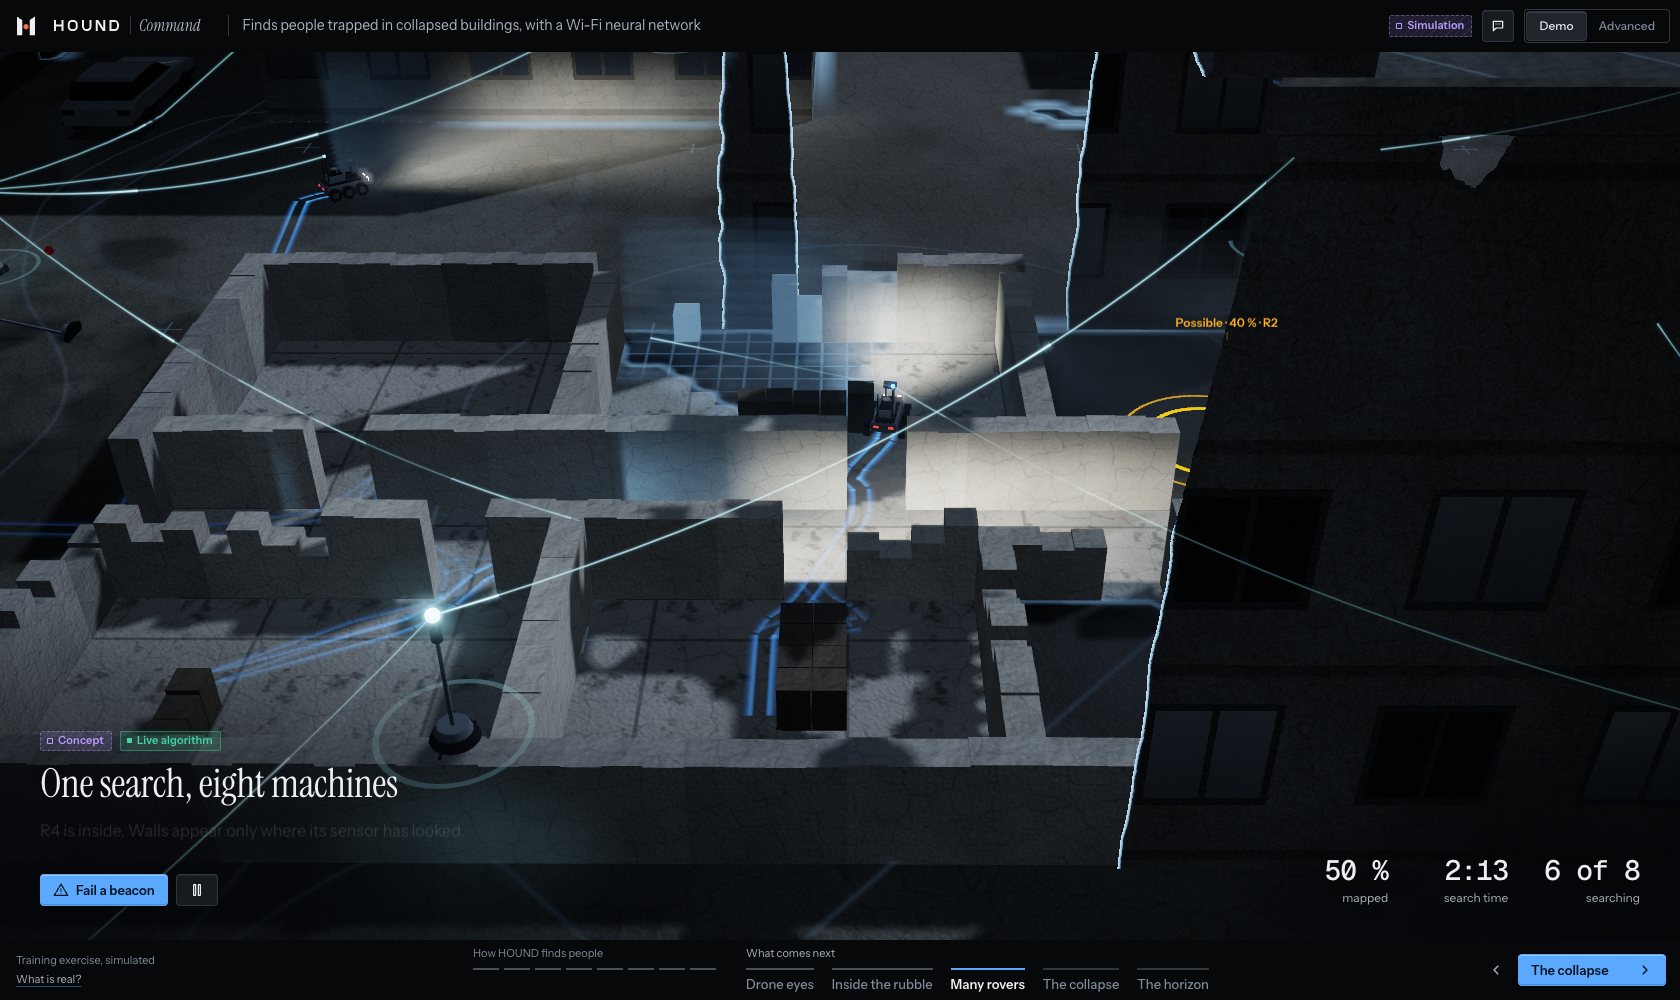 HOUND Command
Finds people trapped in collapsed buildings, with a Wi-Fi neural network
Simulation
Demo
Advanced
Possible · 40 % · R2
Concept
Live algorithm
One search, eight machines
R4 is inside. Walls appear only where its sensor has looked.
Fail a beacon
50 %
mapped
2:13
search time
6 of 8
searching
Training exercise, simulated
What is real?
How HOUND finds people
What comes next
Drone eyes
Inside the rubble
Many rovers
The collapse
The horizon
The collapse